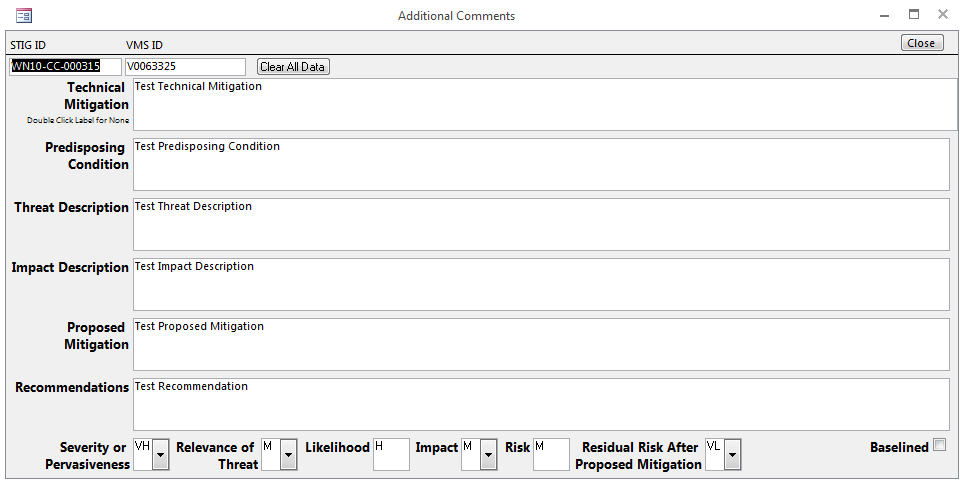 Additional Comments
STIG ID VMS ID Close
WN10-CC-000315 V0063325 Clear All Data
Technical Mitigation
Double Click Label for None
Test Technical Mitigation
Predisposing Condition
Test Predisposing Condition
Threat Description Test Threat Description
Impact Description Test Impact Description
Proposed Mitigation
Test Proposed Mitigation
Recommendations Test Recommendation
Severity or Pervasiveness VH Relevance of Threat M Likelihood H Impact M Risk M Residual Risk After Proposed Mitigation VL Baselined